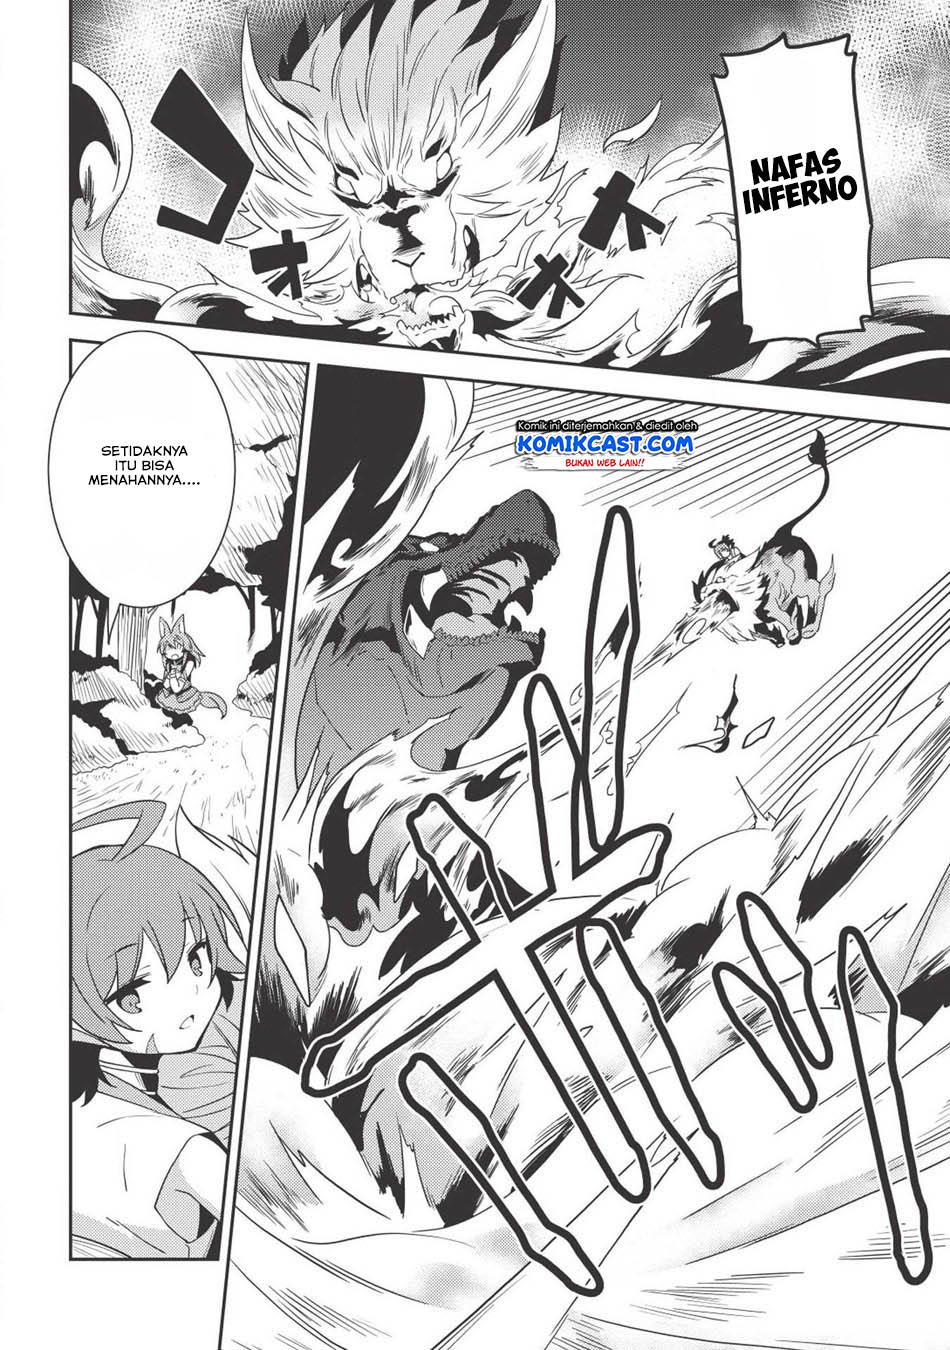 NAFAS
INFERNO
コオオオオ
Komik ini diterjemahkan & diedit oleh
KOMIKCAST.COM
BUKAN WEB LAIN!!
SETIDAKNYA
ITU BISA
MENAHANNYA....